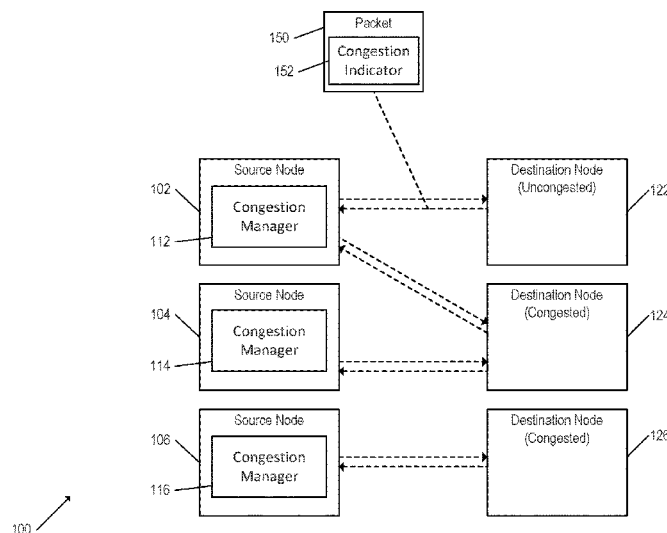 Packet
150
Congestion
Indicator
152
Source Node
Destination Node
(Uncongested)
102
122
Congestion
Manager
112
Source Node
Destination Node
(Congested)
104
124
Congestion
Manager
114
Source Node
Destination Node
(Congested)
106
126
Congestion
Manager
116
100